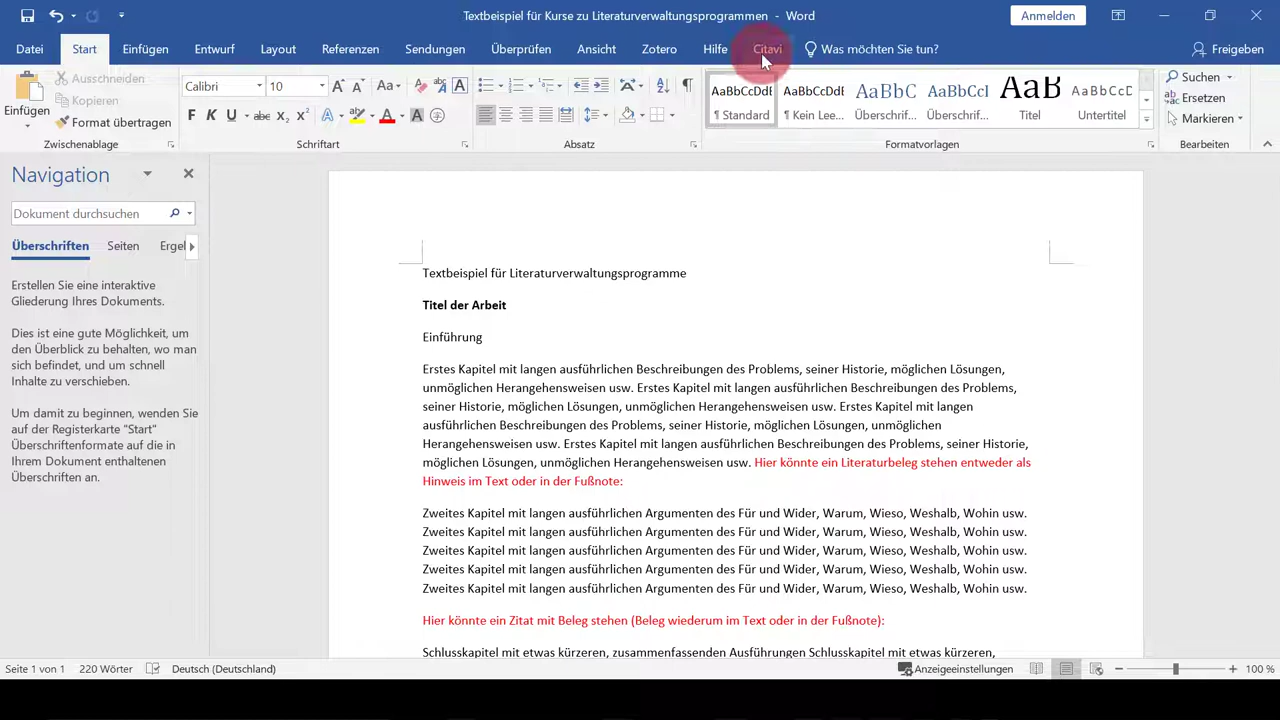 Textbeispiel für Kurse zu Literaturverwaltungsprogrammen - Word
Anmelden
Datei Start Einfügen Entwurf Layout Referenzen Sendungen Überprüfen Ansicht Zotero Hilfe Citavi Was möchten Sie tun? Freigeben
Einfügen
Ausschneiden
Kopieren
Format übertragen
Zwischenablage
Calibri 10
F K U abc x₂ x²
Schriftart
Absatz
AaBbCcDdI AaBbCcDdI AaBbC AaBbCcI AaB AaBbCcC
¶ Standard ¶ Kein Lee... Überschrif... Überschrif... Titel Untertitel
Formatvorlagen
Suchen
Ersetzen
Markieren
Bearbeiten
Navigation
Dokument durchsuchen
Überschriften Seiten Ergel
Erstellen Sie eine interaktive
Gliederung Ihres Dokuments.
Dies ist eine gute Möglichkeit, um
den Überblick zu behalten, wo man
sich befindet, und um schnell
Inhalte zu verschieben.
Um damit zu beginnen, wenden Sie
auf der Registerkarte "Start"
Überschriftenformate auf die in
Ihrem Dokument enthaltenen
Überschriften an.
Textbeispiel für Literaturverwaltungsprogramme
Titel der Arbeit
Einführung
Erstes Kapitel mit langen ausführlichen Beschreibungen des Problems, seiner Historie, möglichen Lösungen,
unmöglichen Herangehensweisen usw. Erstes Kapitel mit langen ausführlichen Beschreibungen des Problems,
seiner Historie, möglichen Lösungen, unmöglichen Herangehensweisen usw. Erstes Kapitel mit langen
ausführlichen Beschreibungen des Problems, seiner Historie, möglichen Lösungen, unmöglichen
Herangehensweisen usw. Erstes Kapitel mit langen ausführlichen Beschreibungen des Problems, seiner Historie,
möglichen Lösungen, unmöglichen Herangehensweisen usw. Hier könnte ein Literaturbeleg stehen entweder als
Hinweis im Text oder in der Fußnote:
Zweites Kapitel mit langen ausführlichen Argumenten des Für und Wider, Warum, Wieso, Weshalb, Wohin usw.
Zweites Kapitel mit langen ausführlichen Argumenten des Für und Wider, Warum, Wieso, Weshalb, Wohin usw.
Zweites Kapitel mit langen ausführlichen Argumenten des Für und Wider, Warum, Wieso, Weshalb, Wohin usw.
Zweites Kapitel mit langen ausführlichen Argumenten des Für und Wider, Warum, Wieso, Weshalb, Wohin usw.
Zweites Kapitel mit langen ausführlichen Argumenten des Für und Wider, Warum, Wieso, Weshalb, Wohin usw.
Hier könnte ein Zitat mit Beleg stehen (Beleg wiederum im Text oder in der Fußnote):
Schlusskapitel mit etwas kürzeren, zusammenfassenden Ausführungen Schlusskapitel mit etwas kürzeren,
Seite 1 von 1 220 Wörter Deutsch (Deutschland) Anzeigeeinstellungen 100 %